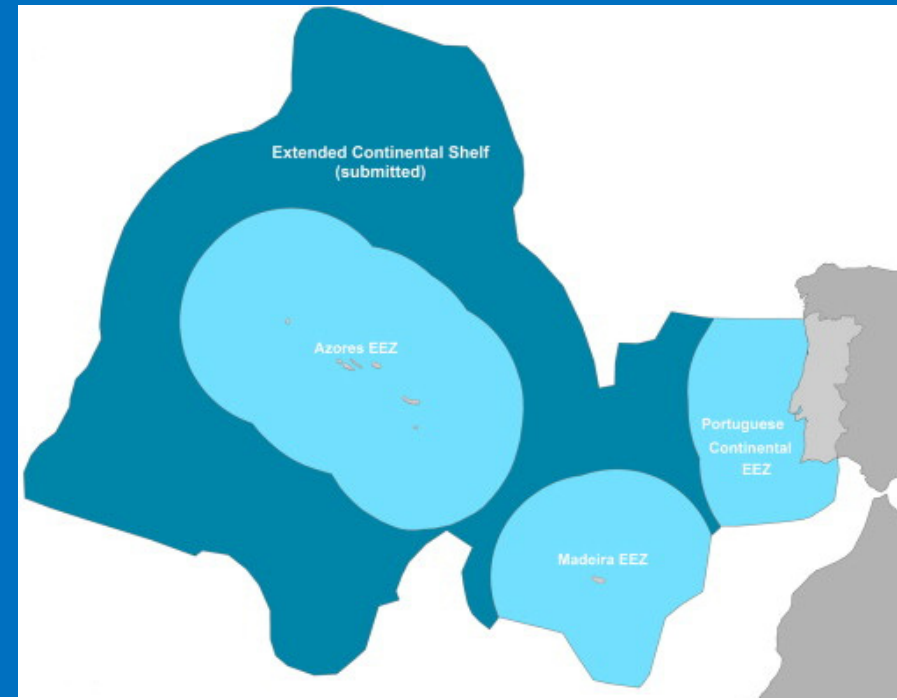 Extended Continental Shelf
(submitted)
Azores EEZ
Portuguese
Continental
EEZ
Madeira EEZ